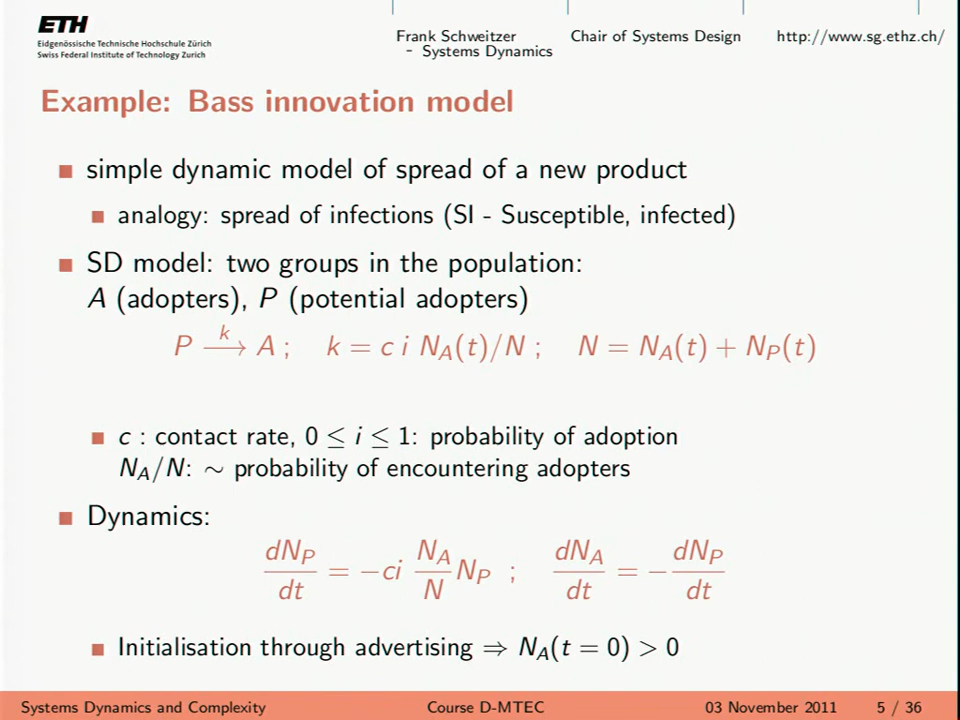 ETH
Eidgenössische Technische Hochschule Zürich
Swiss Federal Institute of Technology Zurich
Frank Schweitzer
- Systems Dynamics
Chair of Systems Design
http://www.sg.ethz.ch/
Example: Bass innovation model
simple dynamic model of spread of a new product
analogy: spread of infections (SI - Susceptible, infected)
SD model: two groups in the population:
A (adopters), P (potential adopters)
P \xrightarrow{k} A ; k = c i N_A(t)/N ; N = N_A(t) + N_P(t)
c : contact rate, 0 ≤ i ≤ 1: probability of adoption
N_A/N: ∼ probability of encountering adopters
Dynamics:
\frac{dN_P}{dt} = -ci \frac{N_A}{N} N_P ; \frac{dN_A}{dt} = -\frac{dN_P}{dt}
Initialisation through advertising ⇒ N_A(t = 0) > 0
Systems Dynamics and Complexity
Course D-MTEC
03 November 2011
5 / 36